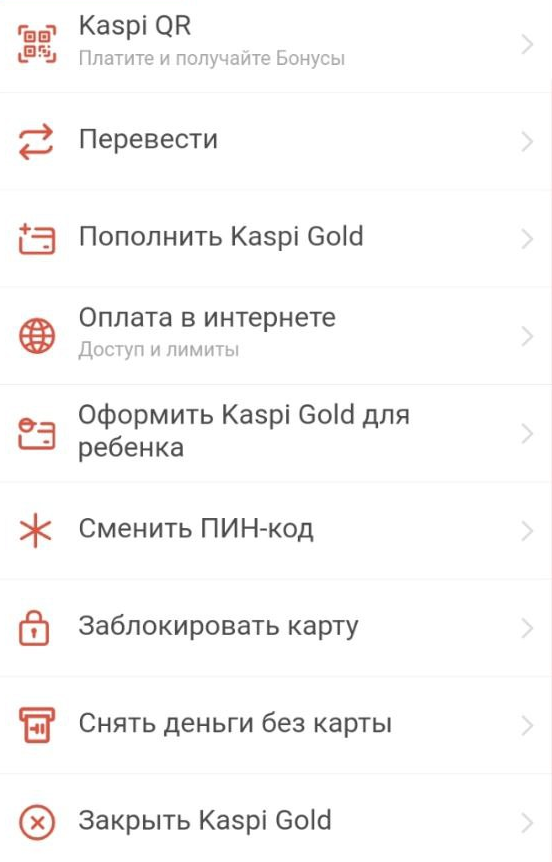 Kaspi QR
Платите и получайте Бонусы
Перевести
Пополнить Kaspi Gold
Оплата в интернете
Доступ и лимиты
Оформить Kaspi Gold для
ребенка
Сменить ПИН-код
Заблокировать карту
Снять деньги без карты
Закрыть Kaspi Gold